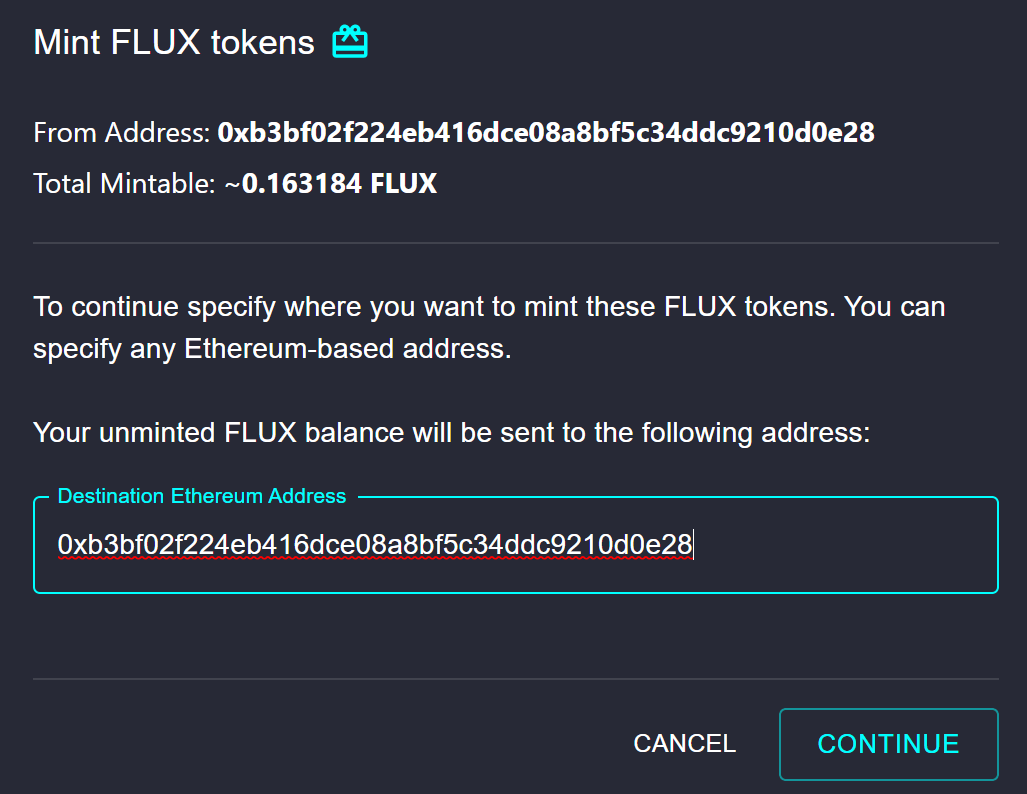 Mint FLUX tokens
From Address: 0xb3bf02f224eb416dce08a8bf5c34ddc9210d0e28
Total Mintable: ~0.163184 FLUX
To continue specify where you want to mint these FLUX tokens. You can
specify any Ethereum-based address.
Your unminted FLUX balance will be sent to the following address:
Destination Ethereum Address
0xb3bf02f224eb416dce08a8bf5c34ddc9210d0e28
CANCEL
CONTINUE